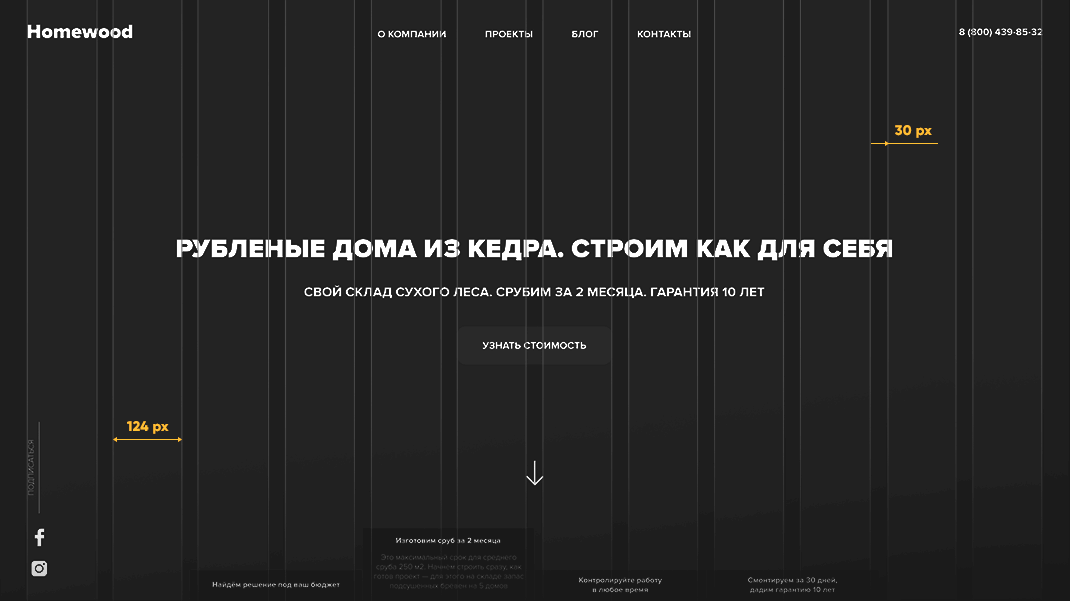 Homewood
О КОМПАНИИ
ПРОЕКТЫ
БЛОГ
КОНТАКТЫ
8 (800) 439-85-32
30 px
РУБЛЕНЫЕ ДОМА ИЗ КЕДРА. СТРОИМ КАК ДЛЯ СЕБЯ
СВОЙ СКЛАД СУХОГО ЛЕСА. СРУБИМ ЗА 2 МЕСЯЦА. ГАРАНТИЯ 10 ЛЕТ
УЗНАТЬ СТОИМОСТЬ
124 px
ПОДПИСАТЬСЯ
Найдём решение под ваш бюджет
Изготовим сруб за 2 месяца
Это максимальный срок для среднего
сруба 250 м2. Начнем строить сразу, как
готов проект — для этого на складе запас
подсушенных бревен на 5 домов
Контролируйте работу
в любое время
Смонтируем за 30 дней,
дадим гарантию 10 лет